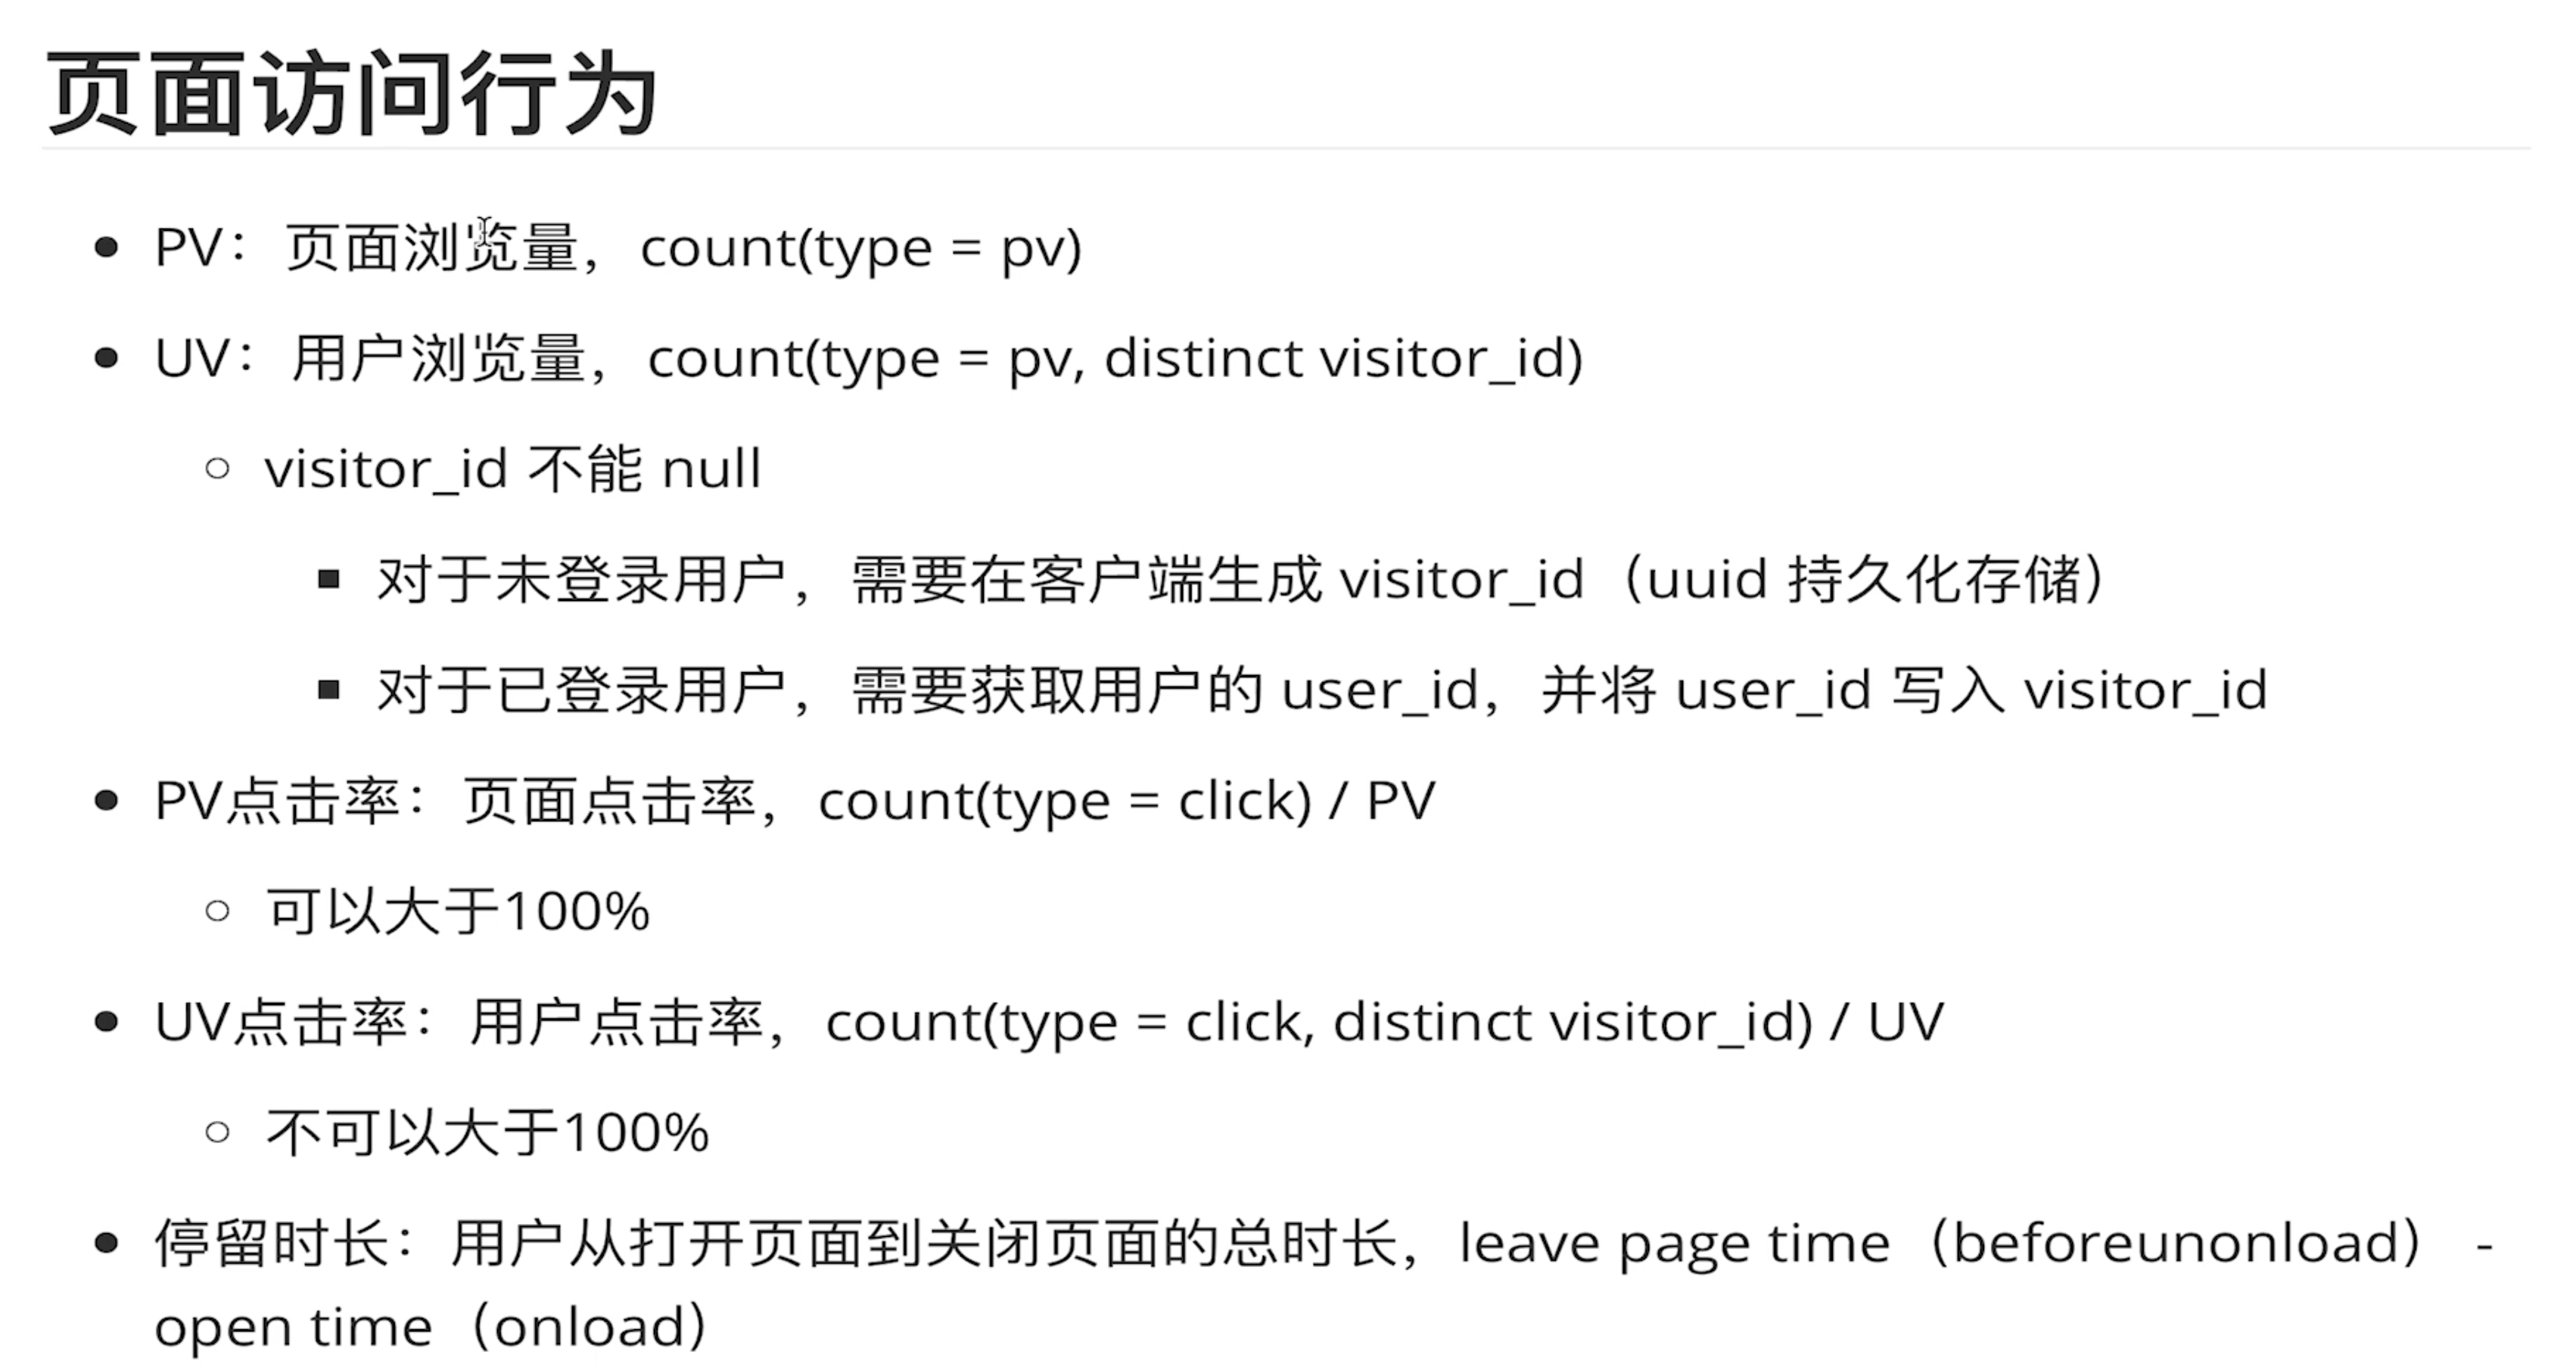 页面访问行为
PV：页面浏览量，count(type = pv)
UV：用户浏览量，count(type = pv, distinct visitor_id)
visitor_id 不能 null
对于未登录用户，需要在客户端生成 visitor_id（uuid 持久化存储）
对于已登录用户，需要获取用户的 user_id，并将 user_id 写入 visitor_id
PV点击率：页面点击率，count(type = click) / PV
可以大于100%
UV点击率：用户点击率，count(type = click, distinct visitor_id) / UV
不可以大于100%
停留时长：用户从打开页面到关闭页面的总时长，leave page time（beforeunonload） -
open time（onload）